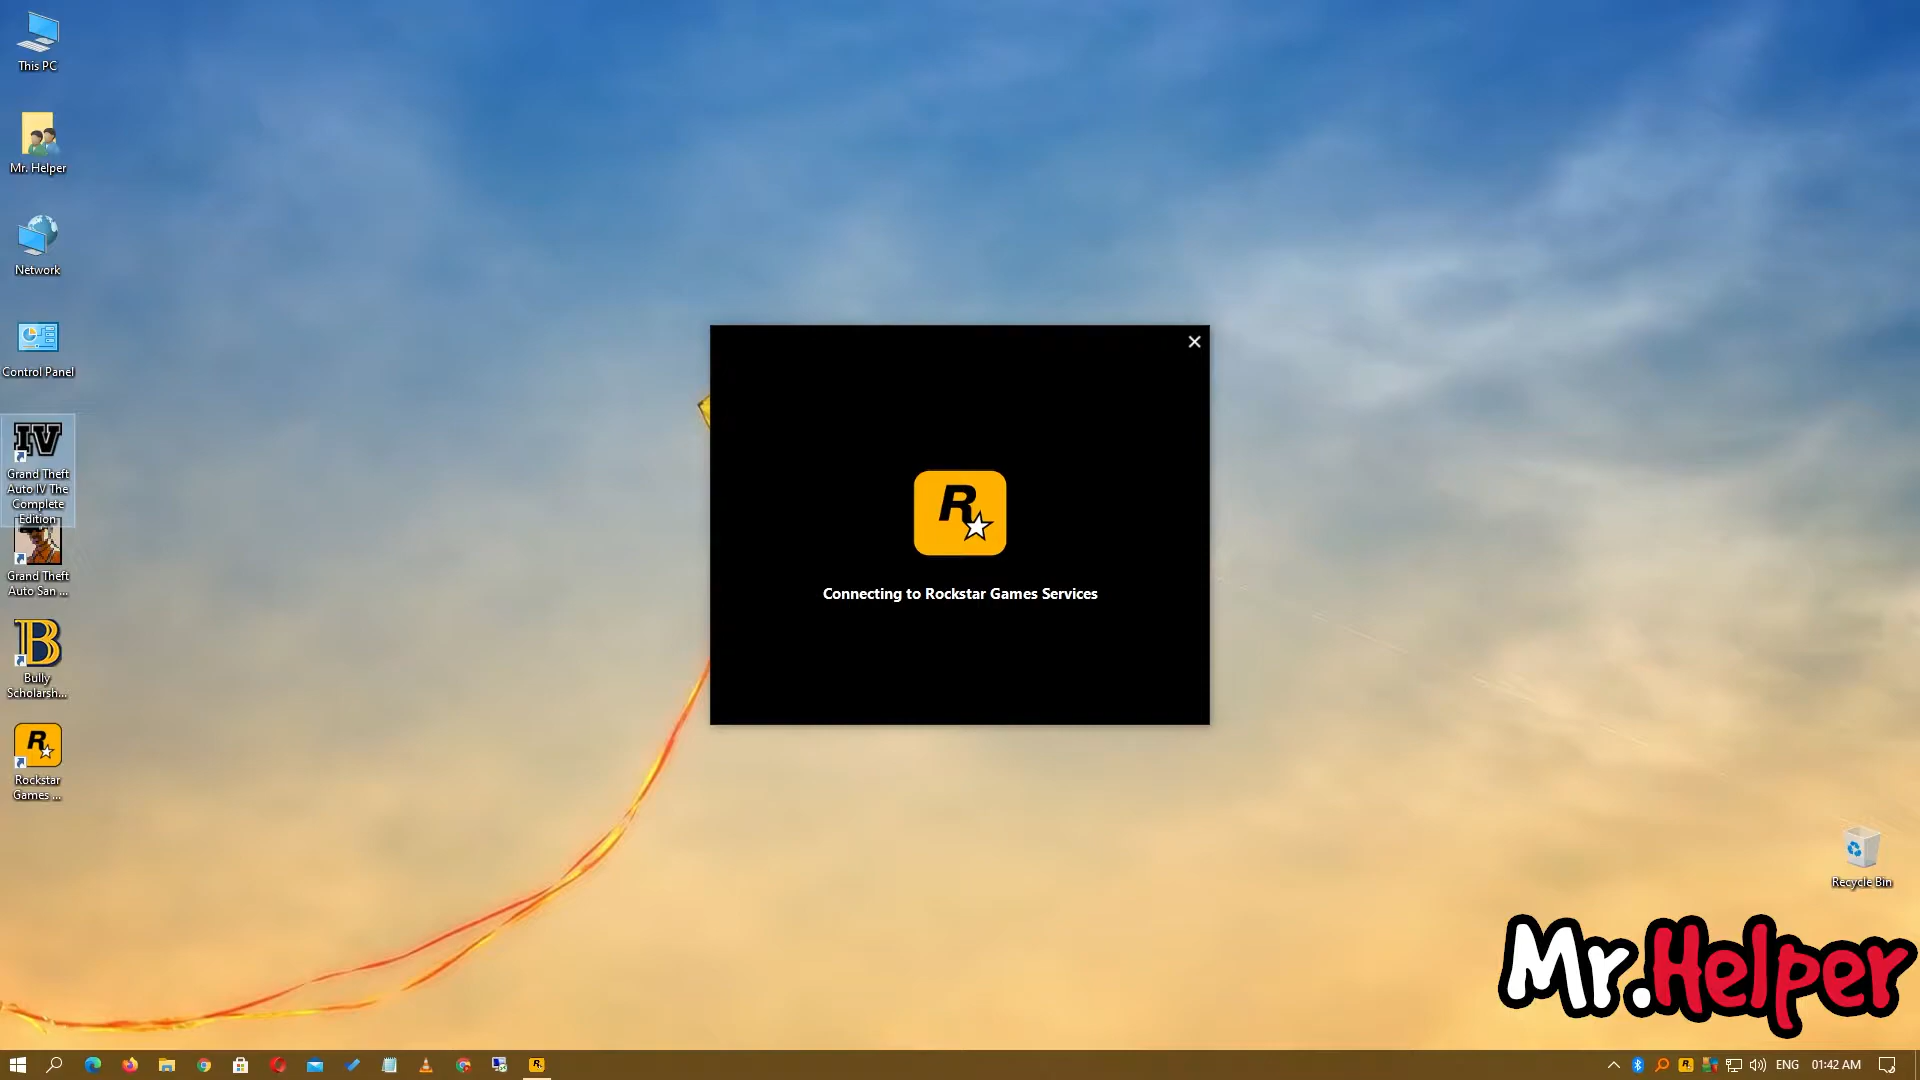 This PC
Mr. Helper
Network
Control Panel
IV
Grand Theft
Auto IV The
Complete
Edition
Grand Theft
Auto San ...
B
Bully
Scholarsh...
R
Rockstar
Games ...
R
Connecting to Rockstar Games Services
Recycle Bin
Mr.Helper
ENG
01:42 AM